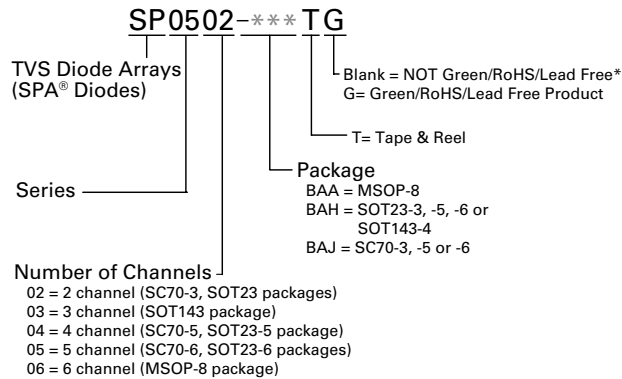 SP0502-***TG
TVS Diode Arrays
(SPA® Diodes)
Blank = NOT Green/RoHS/Lead Free*
G= Green/RoHS/Lead Free Product
T= Tape & Reel
Package
BAA = MSOP-8
BAH = SOT23-3, -5, -6 or
SOT143-4
BAJ = SC70-3, -5 or -6
Series
Number of Channels
02 = 2 channel (SC70-3, SOT23 packages)
03 = 3 channel (SOT143 package)
04 = 4 channel (SC70-5, SOT23-5 package)
05 = 5 channel (SC70-6, SOT23-6 packages)
06 = 6 channel (MSOP-8 package)